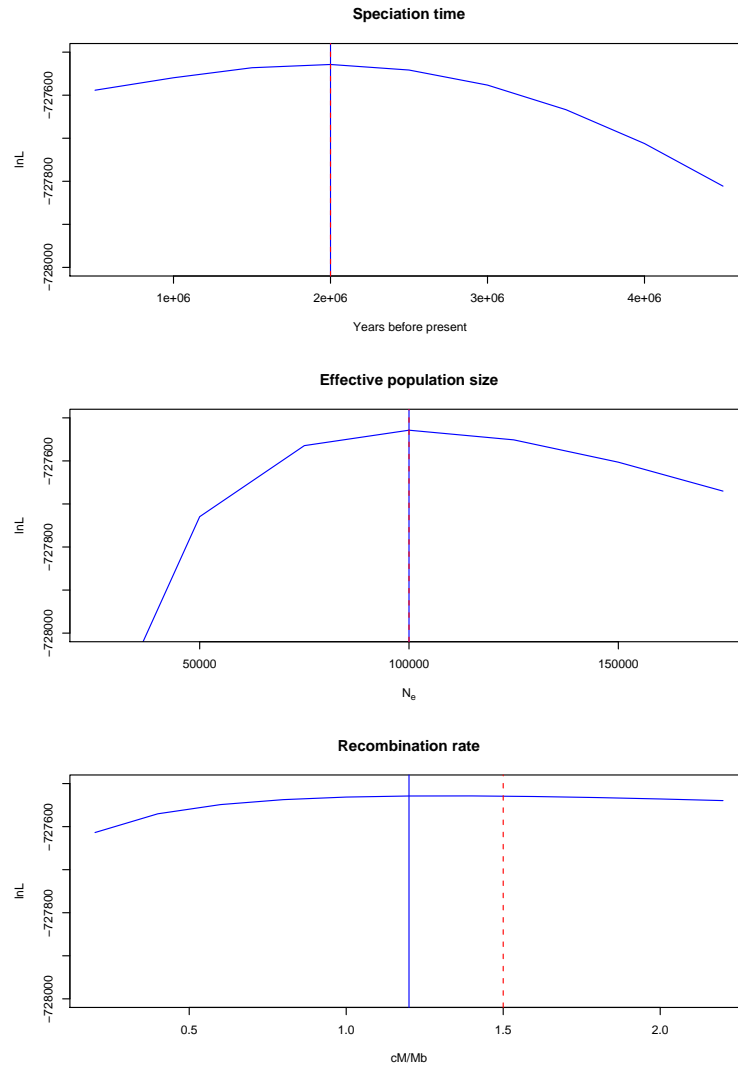 Speciation time
lnL
-727600
-727800
-728000
1e+06 2e+06 3e+06 4e+06
Years before present
Effective population size
lnL
-727600
-727800
-728000
50000 100000 150000
Ne
Recombination rate
lnL
-727600
-727800
-728000
0.5 1.0 1.5 2.0
cM/Mb